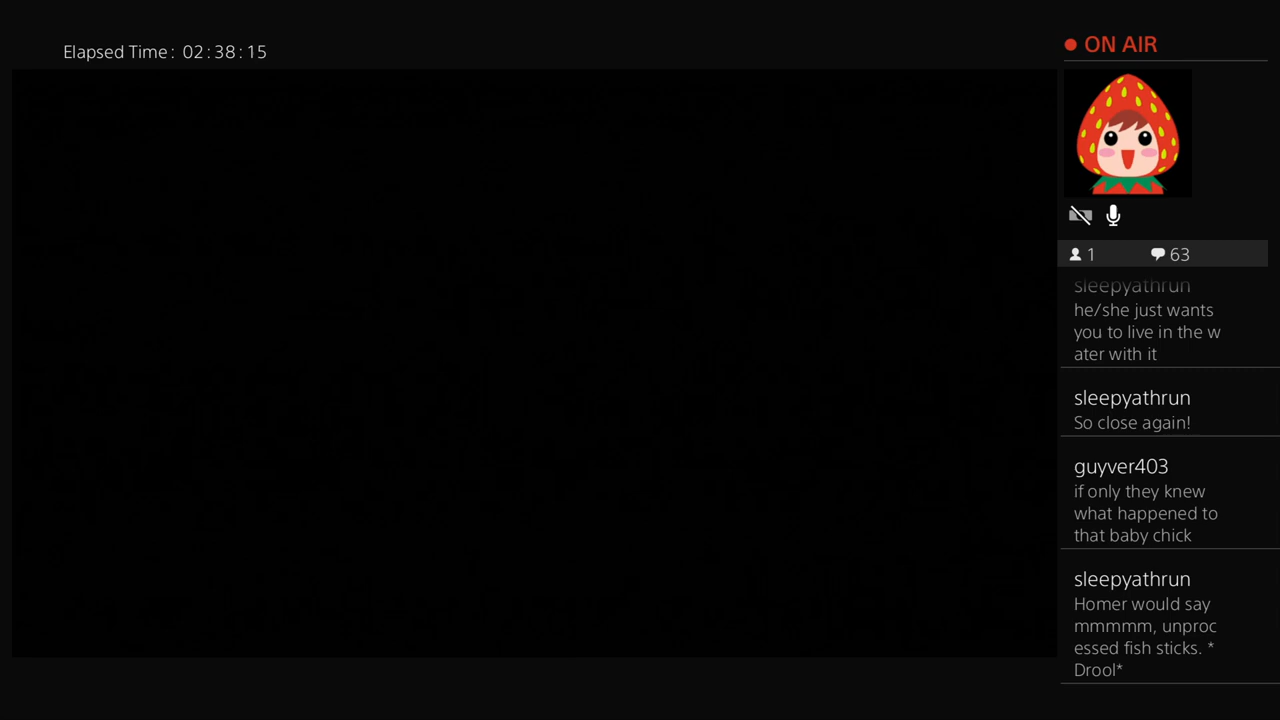 Elapsed Time: 02:38:15
ON AIR
1 63
sleepyathrun
he/she just wants
you to live in the w
ater with it
sleepyathrun
So close again!
guyver403
if only they knew
what happened to
that baby chick
sleepyathrun
Homer would say
mmmmm, unproc
essed fish sticks. *
Drool*